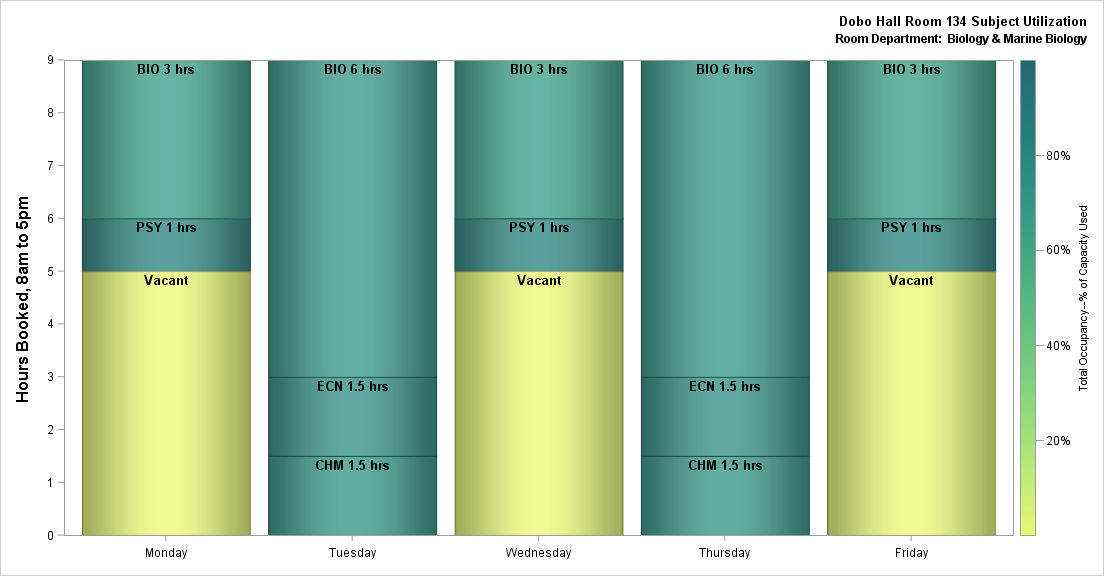 Dobo Hall Room 134 Subject Utilization
Room Department: Biology & Marine Biology
Hours Booked, 8am to 5pm
9
8
7
6
5
4
3
2
1
0
BIO 3 hrs
PSY 1 hrs
Vacant
BIO 6 hrs
ECN 1.5 hrs
CHM 1.5 hrs
BIO 3 hrs
PSY 1 hrs
Vacant
BIO 6 hrs
ECN 1.5 hrs
CHM 1.5 hrs
BIO 3 hrs
PSY 1 hrs
Vacant
Monday
Tuesday
Wednesday
Thursday
Friday
80%
60%
40%
20%
Total Occupancy--% of Capacity Used